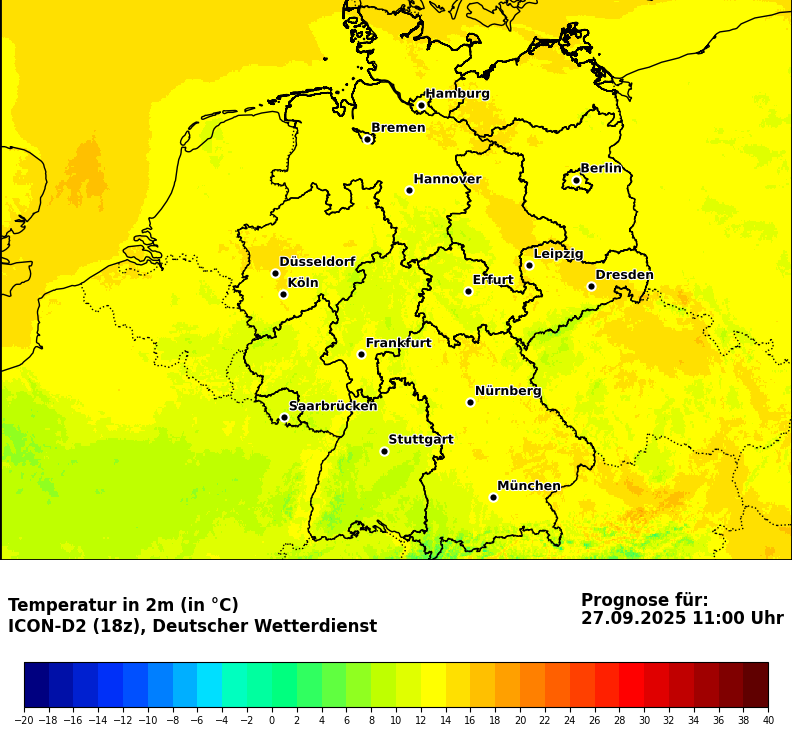 Hamburg
Bremen
Berlin
Hannover
Leipzig
Düsseldorf
Dresden
Köln
Erfurt
Frankfurt
Nürnberg
Saarbrücken
Stuttgart
München
Temperatur in 2m (in °C)
ICON-D2 (18z), Deutscher Wetterdienst
Prognose für:
27.09.2025 11:00 Uhr
−20 −18 −16 −14 −12 −10 −8 −6 −4 −2 0 2 4 6 8 10 12 14 16 18 20 22 24 26 28 30 32 34 36 38 40